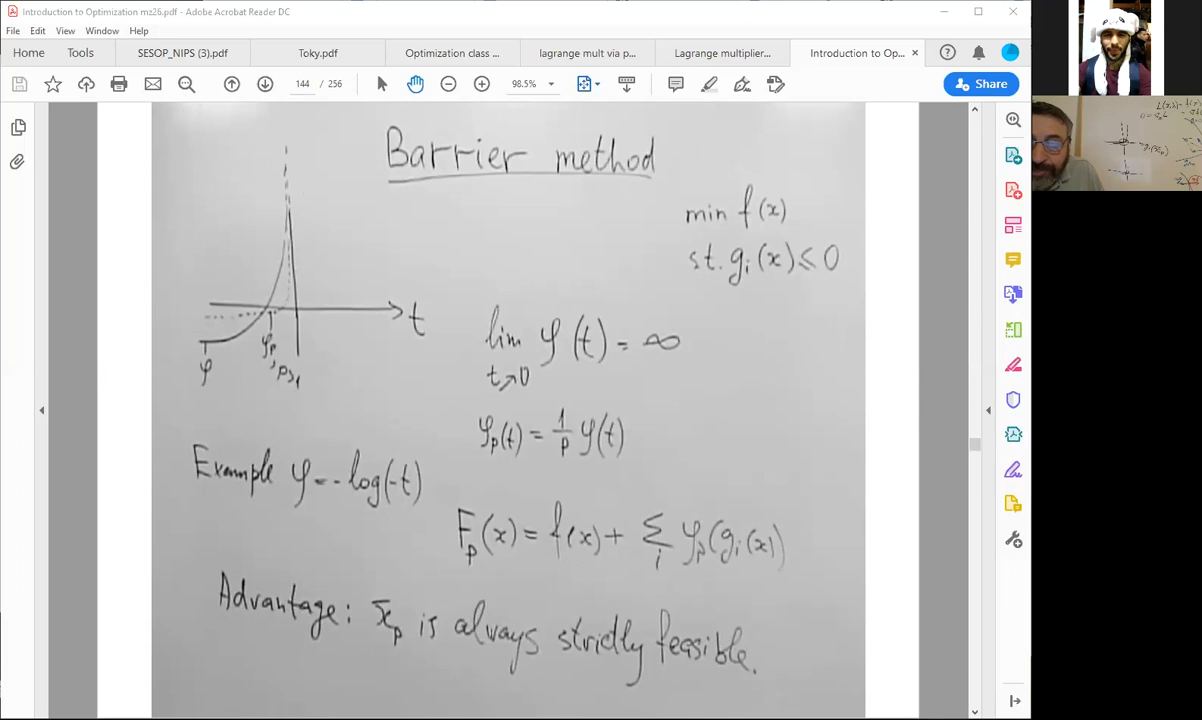 Introduction to Optimization mz26.pdf - Adobe Acrobat Reader DC
File Edit View Window Help
Home Tools SESOP_NIPS (3).pdf Toky.pdf Optimization class ... lagrange mult via p... Lagrange multiplier... Introduction to Op... ×
144 / 256 98.5% Share
Barrier method
min f(x)
s.t. gᵢ(x) ≤ 0
t
φ
φₚ, p>1
lim φ(t) = ∞
t↗0
φₚ(t) = 1/p φ(t)
Example φ = -log(-t)
Fₚ(x) = f(x) + Σᵢ φₚ(gᵢ(x))
Advantage: x̄ₚ is always strictly feasible.